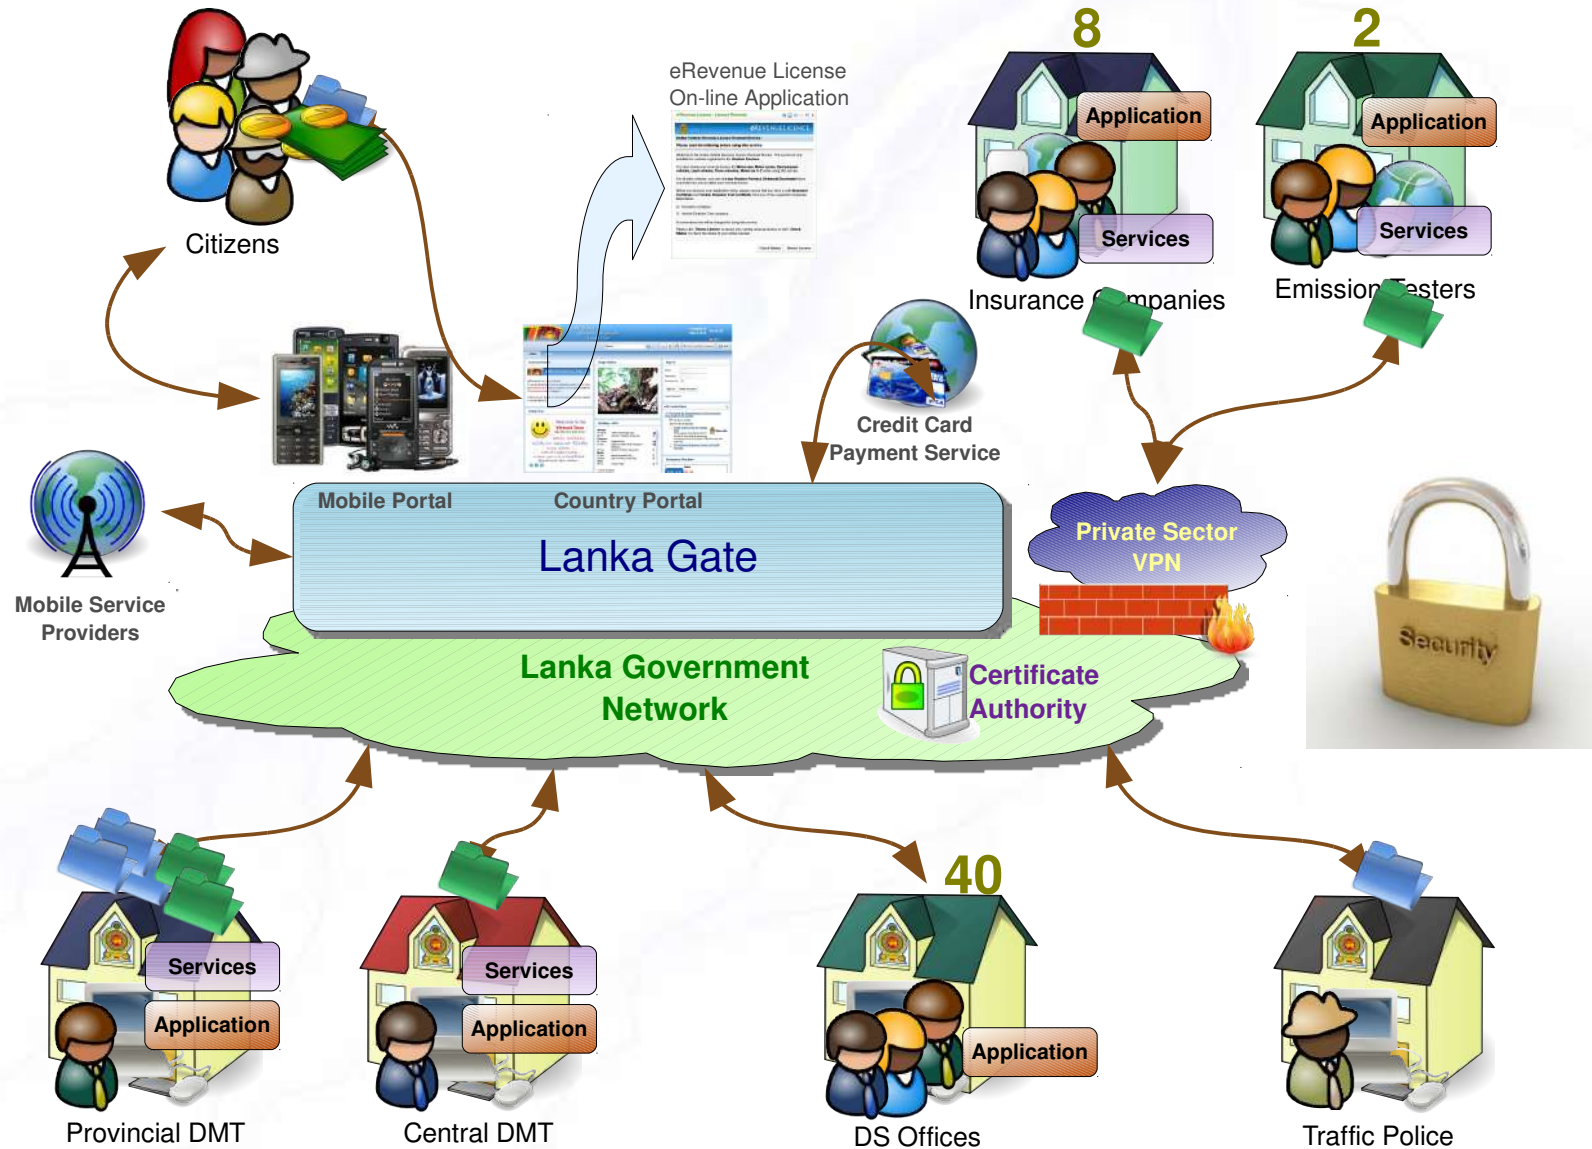 8
2
eRevenue License
On-line Application
Application
Application
Services
Services
Citizens
Insurance Companies
Emission Testers
Credit Card
Payment Service
Mobile Portal
Country Portal
Lanka Gate
Private Sector
VPN
Mobile Service
Providers
Security
Lanka Government
Network
Certificate
Authority
40
Services
Application
Services
Application
Application
Provincial DMT
Central DMT
DS Offices
Traffic Police